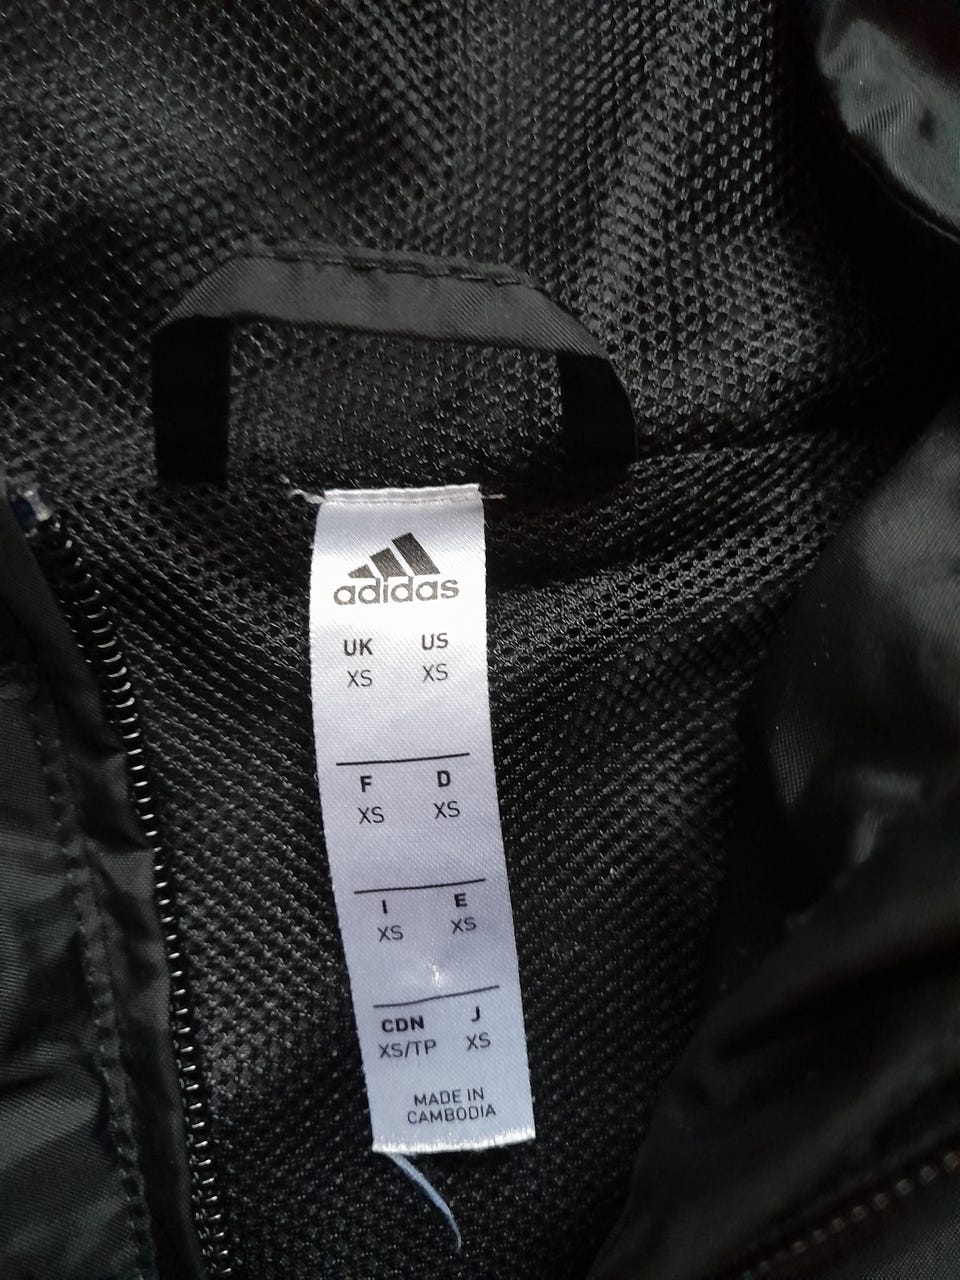 adidas
UK US
XS XS
F D
XS XS
I E
XS XS
CDN J
XS/TP XS
MADE IN
CAMBODIA